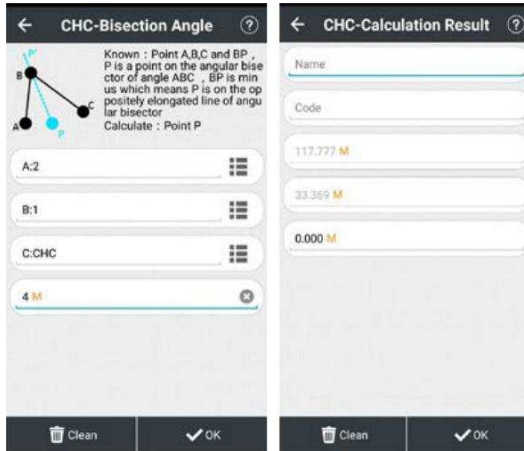 CHC-Bisection Angle
?
Known : Point A,B,C and BP ,
P is a point on the angular bise
ctor of angle ABC , BP is min
us which means P is on the op
positely elongated line of angu
lar bisector
Calculate : Point P
P'
B
C
A
P
A:2
B:1
C:CHC
4 M
Clean
OK
CHC-Calculation Result
?
Name
Code
117.777 M
33.369 M
0.000 M
Clean
OK